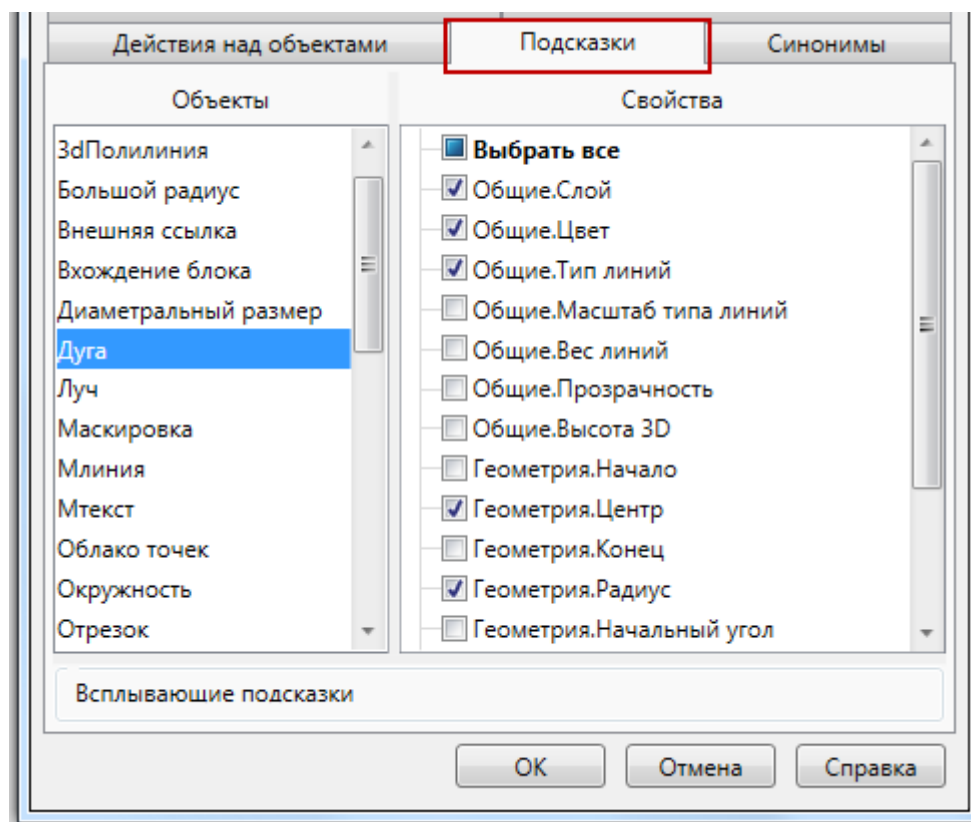 Действия над объектами Подсказки Синонимы
Объекты
3dПолилиния
Большой радиус
Внешняя ссылка
Вхождение блока
Диаметральный размер
Дуга
Луч
Маскировка
Млиния
Мтекст
Облако точек
Окружность
Отрезок
Свойства
Выбрать все
Общие.Слой
Общие.Цвет
Общие.Тип линий
Общие.Масштаб типа линий
Общие.Вес линий
Общие.Прозрачность
Общие.Высота 3D
Геометрия.Начало
Геометрия.Центр
Геометрия.Конец
Геометрия.Радиус
Геометрия.Начальный угол
Всплывающие подсказки
ОК Отмена Справка